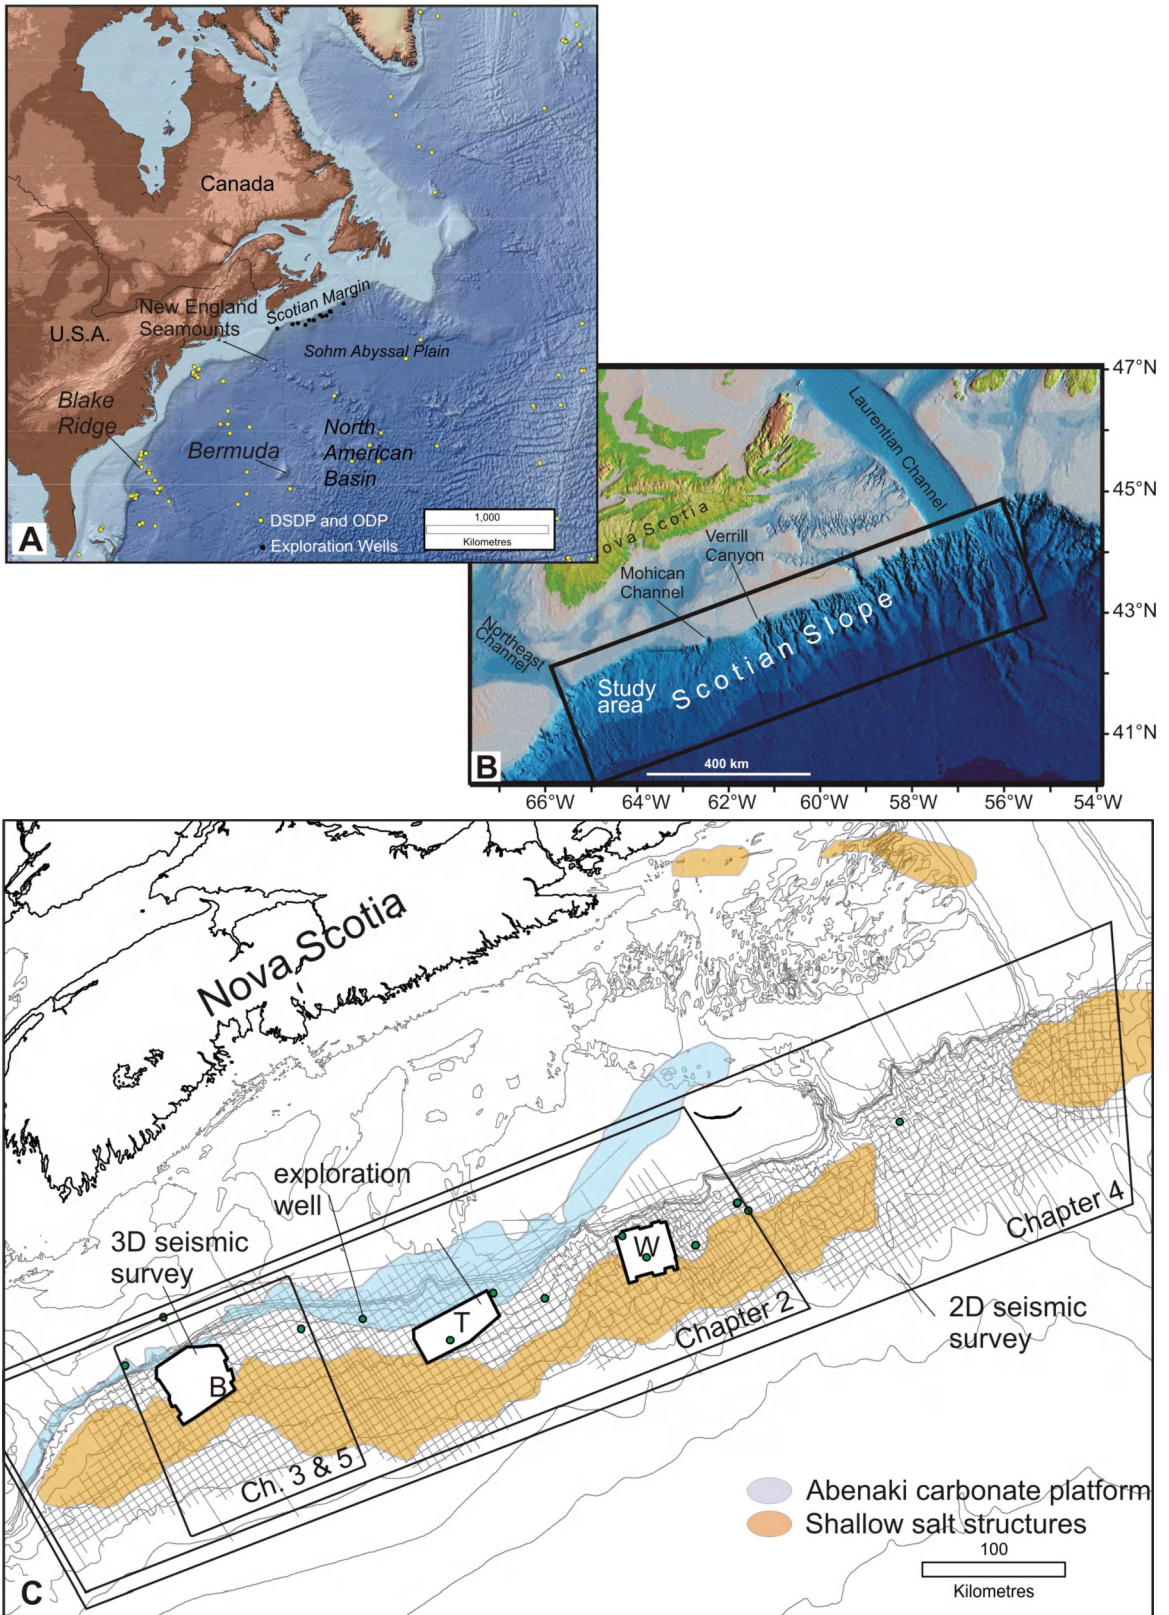 Canada
New England
Seamounts
Scotian Margin
U.S.A.
Sohm Abyssal Plain
Blake
Ridge
Bermuda
North
American
Basin
DSDP and ODP
Exploration Wells
1,000
Kilometres
A
47°N
45°N
43°N
41°N
Laurentian Channel
ova Scotia
Verrill
Canyon
Mohican
Channel
Northeast
Channel
Scotian Slope
Study
area
400 km
B
66°W
64°W
62°W
60°W
58°W
56°W
54°W
Nova Scotia
exploration
well
3D seismic
survey
W
T
B
Chapter 4
Chapter 2
2D seismic
survey
Ch. 3 & 5
Abenaki carbonate platform
Shallow salt structures
100
Kilometres
C